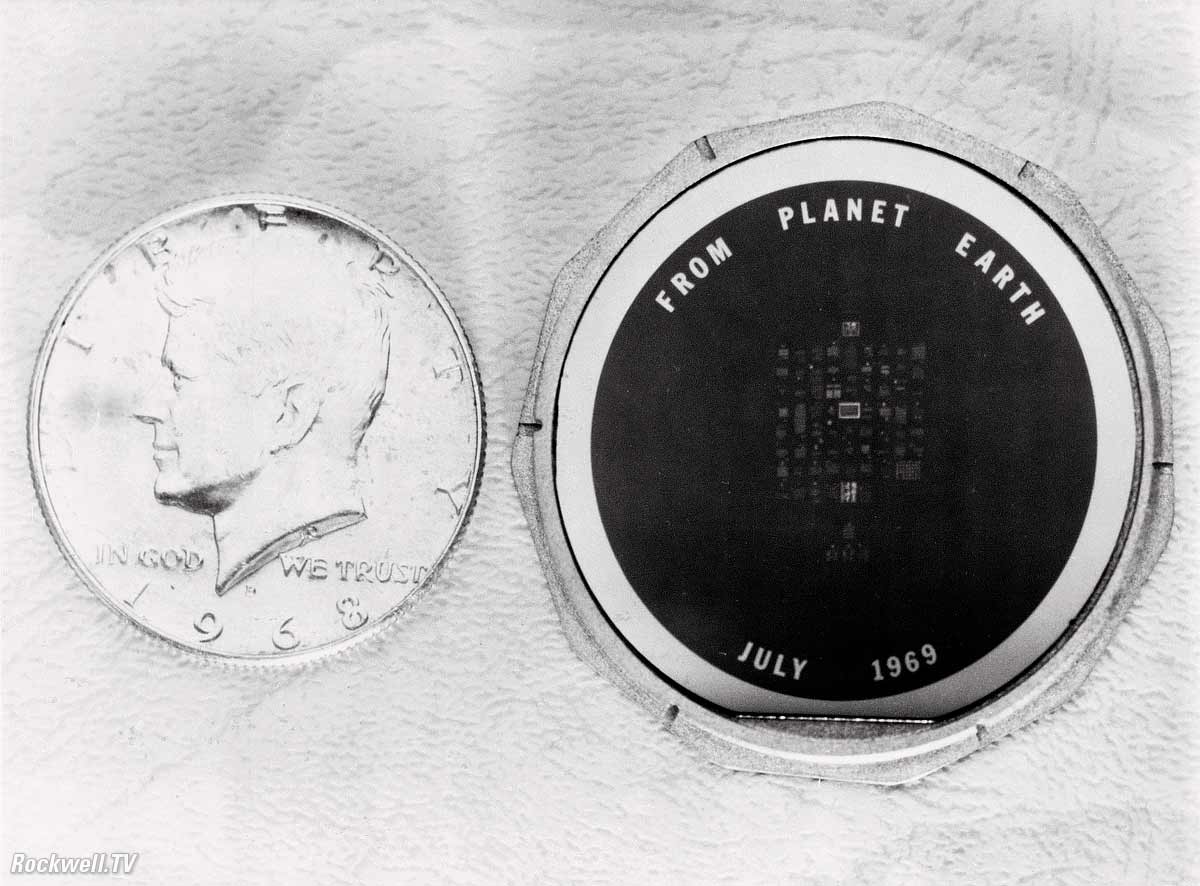 LIBERTY
IN GOD WE TRUST
1968
FROM PLANET EARTH
JULY 1969
Rockwell.TV